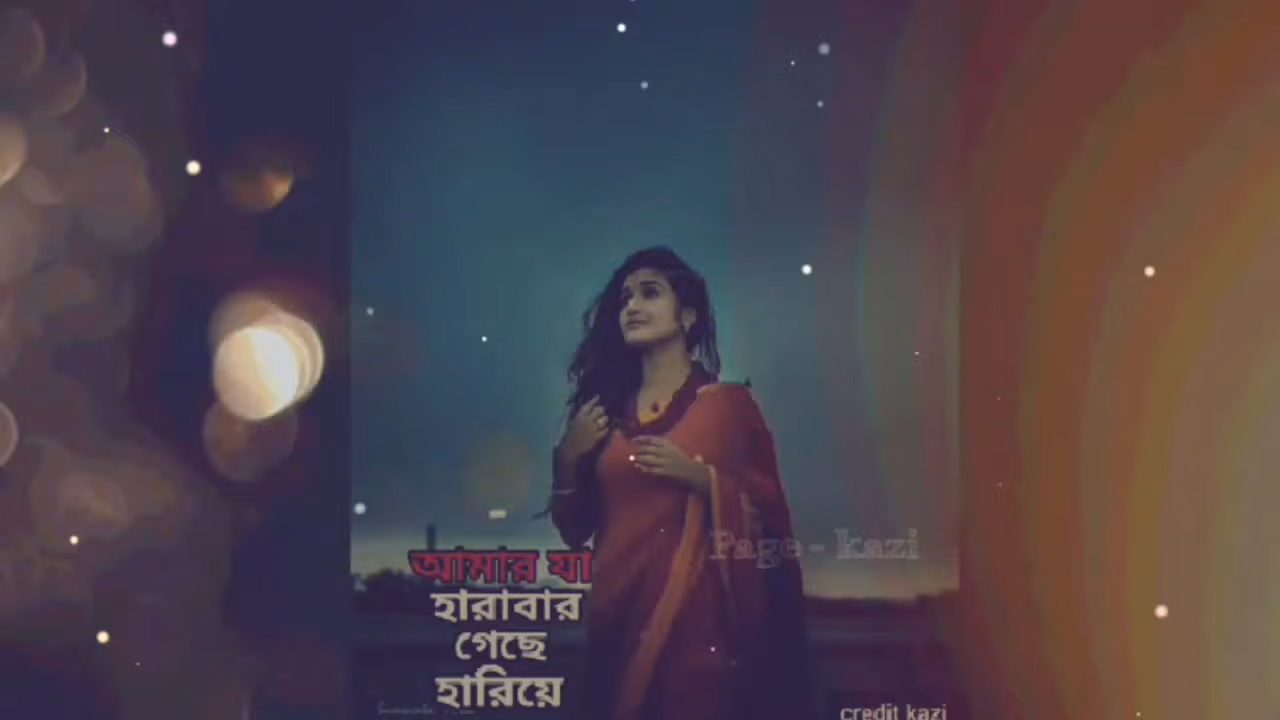 আমার যা
হারাবার
গেছে
হারিয়ে
Page - kazi
credit kazi